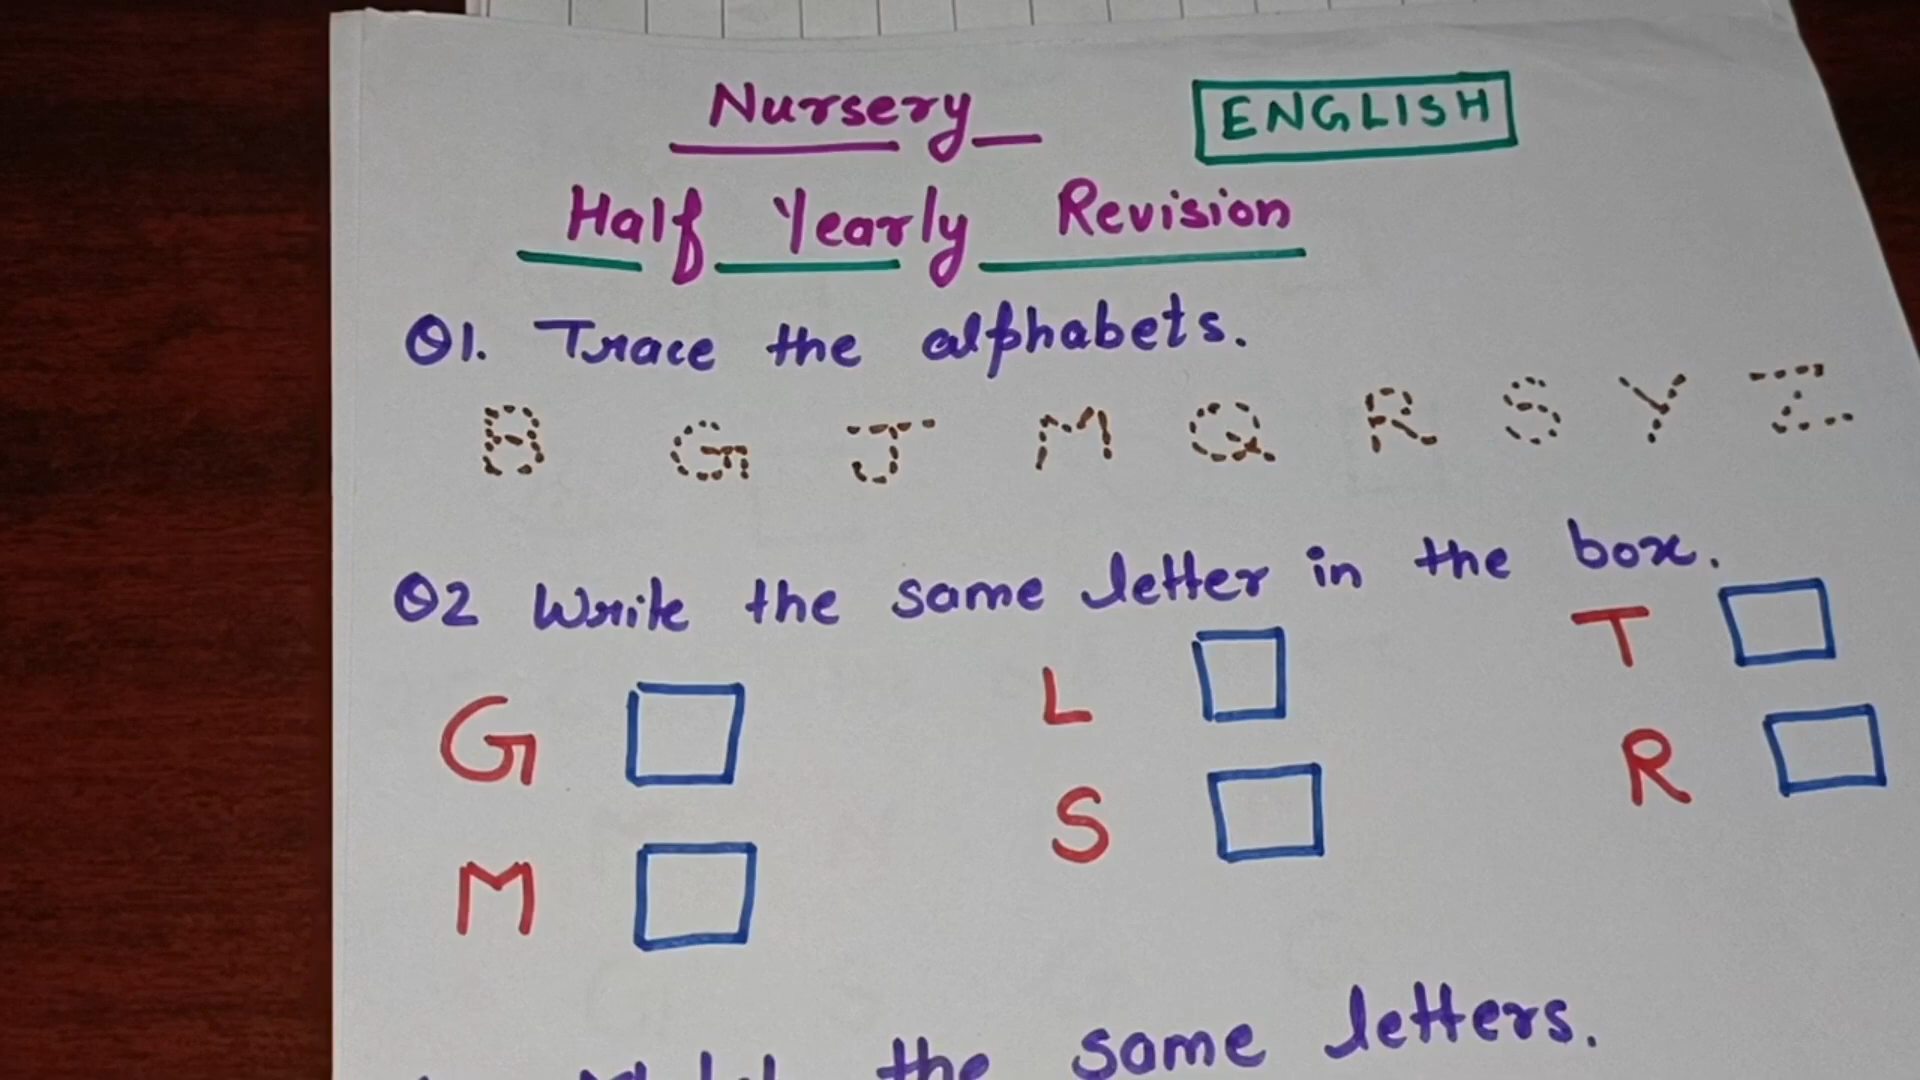 Nursery
ENGLISH
Half Yearly Revision
Q1. Trace the alphabets.
B G J M Q R S Y Z
Q2 Write the same letter in the box.
G L T
M S R
the same letters.